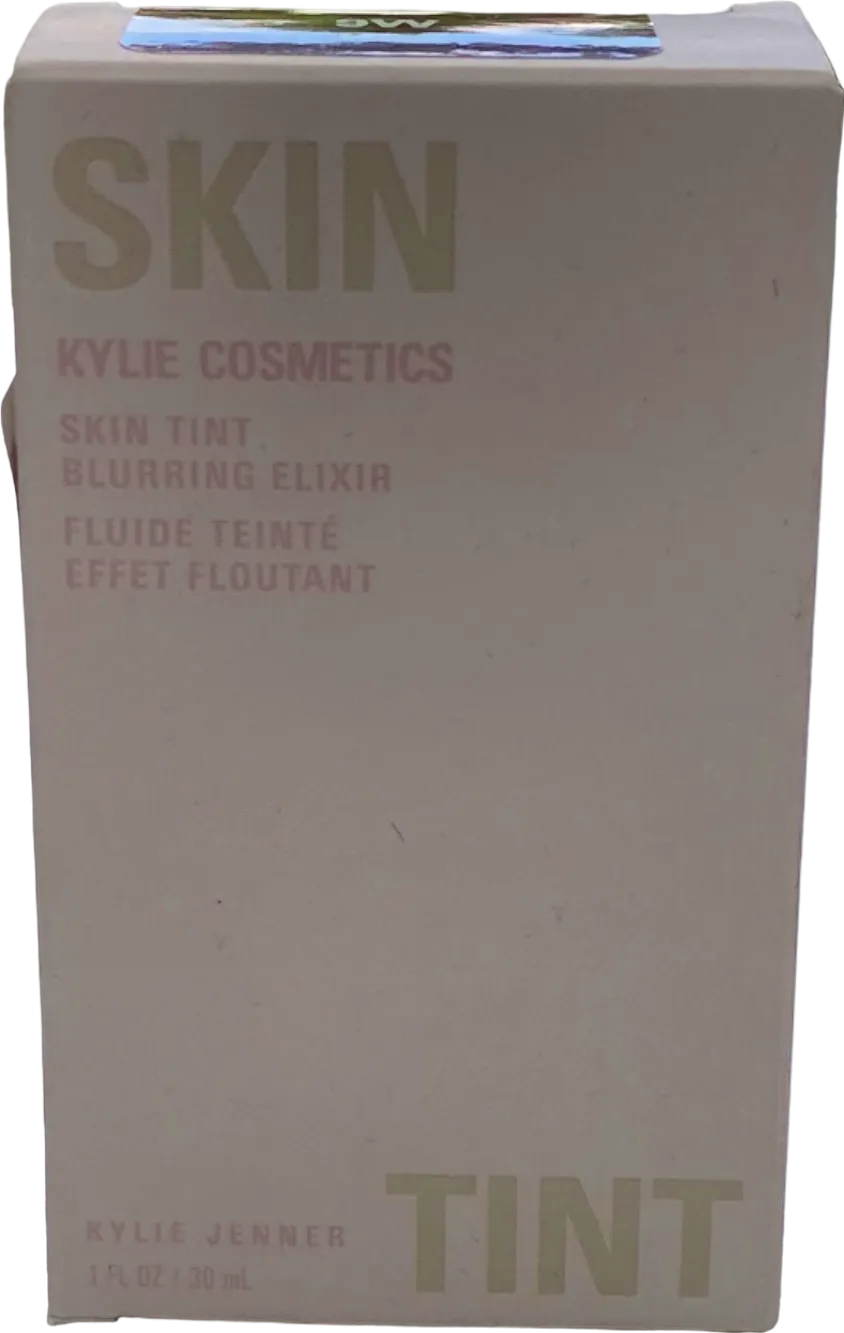 SKIN
KYLIE COSMETICS
SKIN TINT
BLURRING ELIXIR
FLUIDE TEINTÉ
EFFET FLOUTANT
TINT
KYLIE JENNER
1 FL OZ / 30 mL